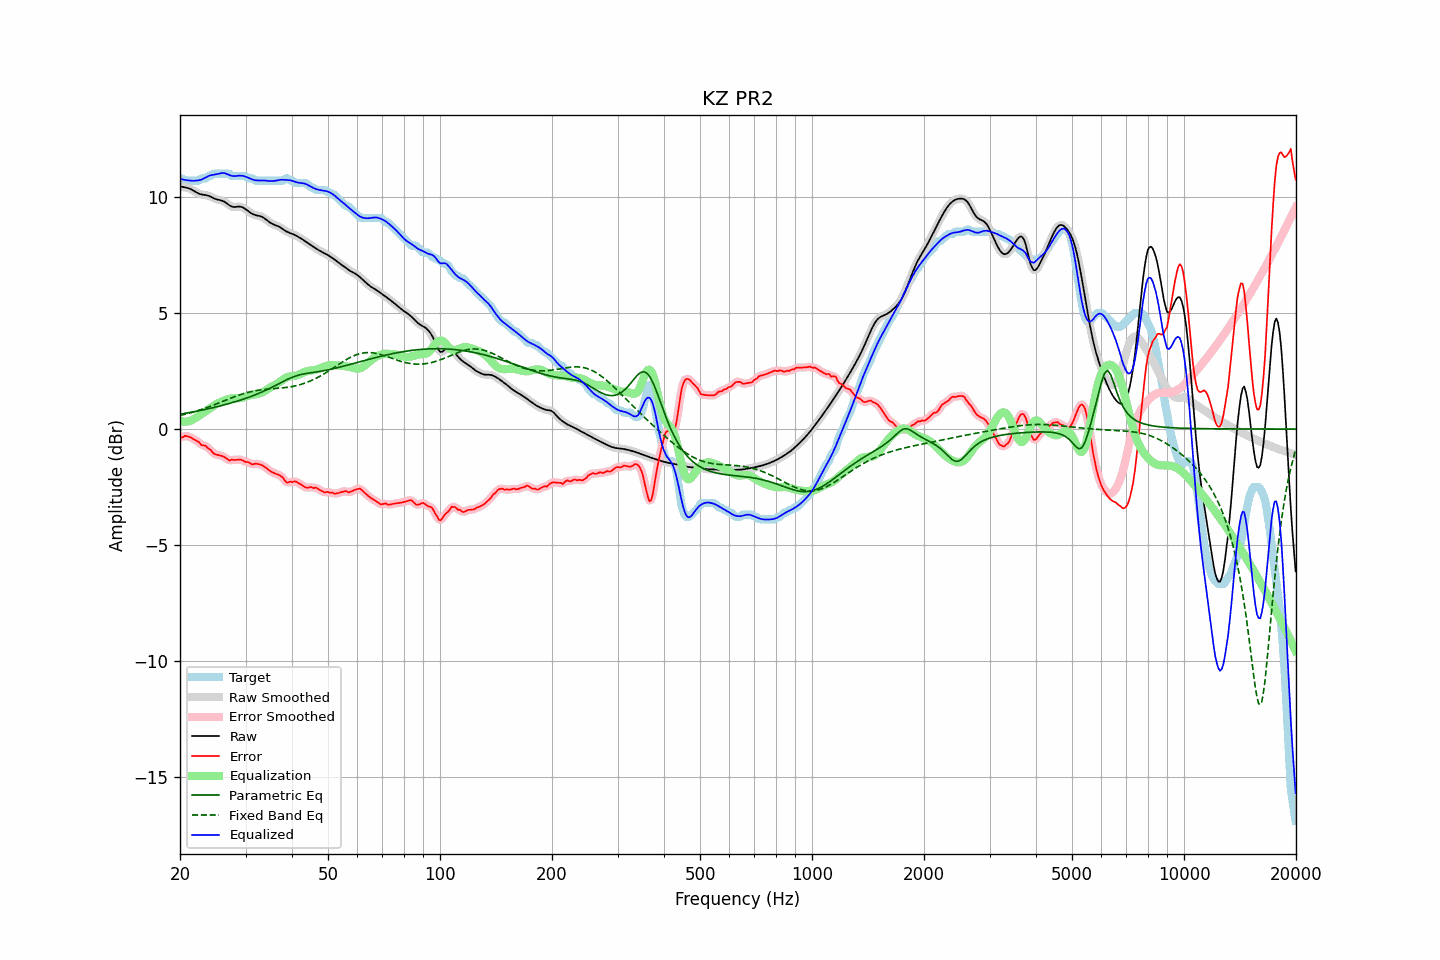 KZ PR2
Amplitude (dBr)
10
5
0
−5
−10
−15
Target
Raw Smoothed
Error Smoothed
Raw
Error
Equalization
Parametric Eq
Fixed Band Eq
Equalized
20 50 100 200 500 1000 2000 5000 10000 20000
Frequency (Hz)